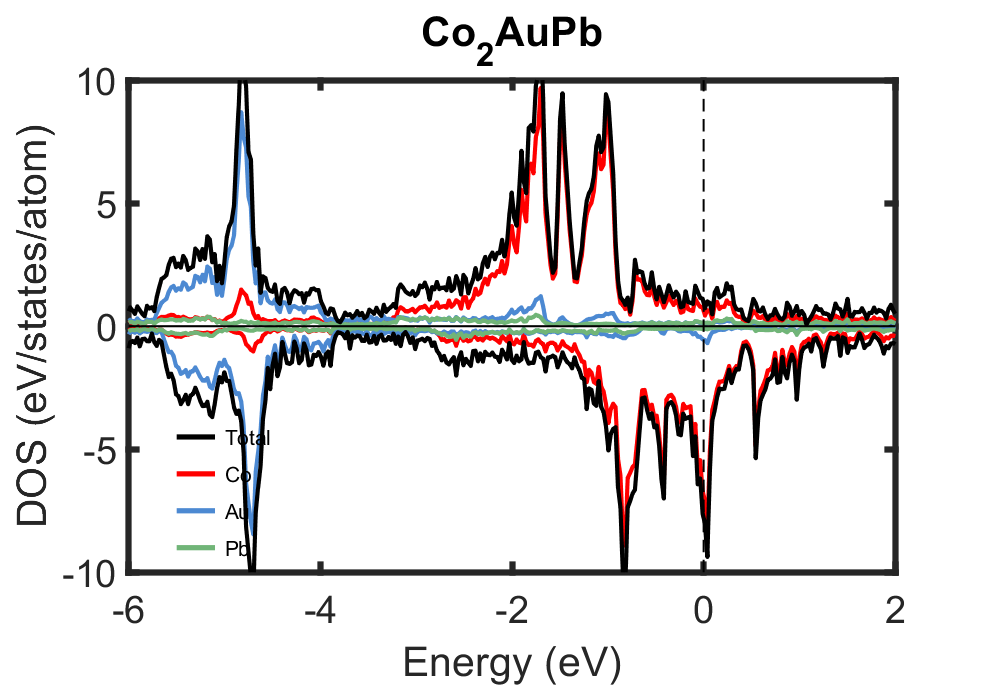 Co₂AuPb
DOS (eV/states/atom)
10
5
0
-5
-10
Total
Co
Au
Pb
-6 -4 -2 0 2
Energy (eV)